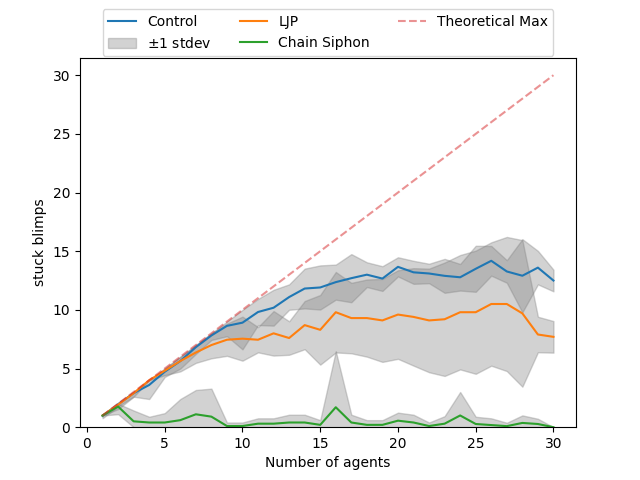 Control
LJP
Theoretical Max
±1 stdev
Chain Siphon
30
25
20
15
10
5
0
stuck blimps
0 5 10 15 20 25 30
Number of agents